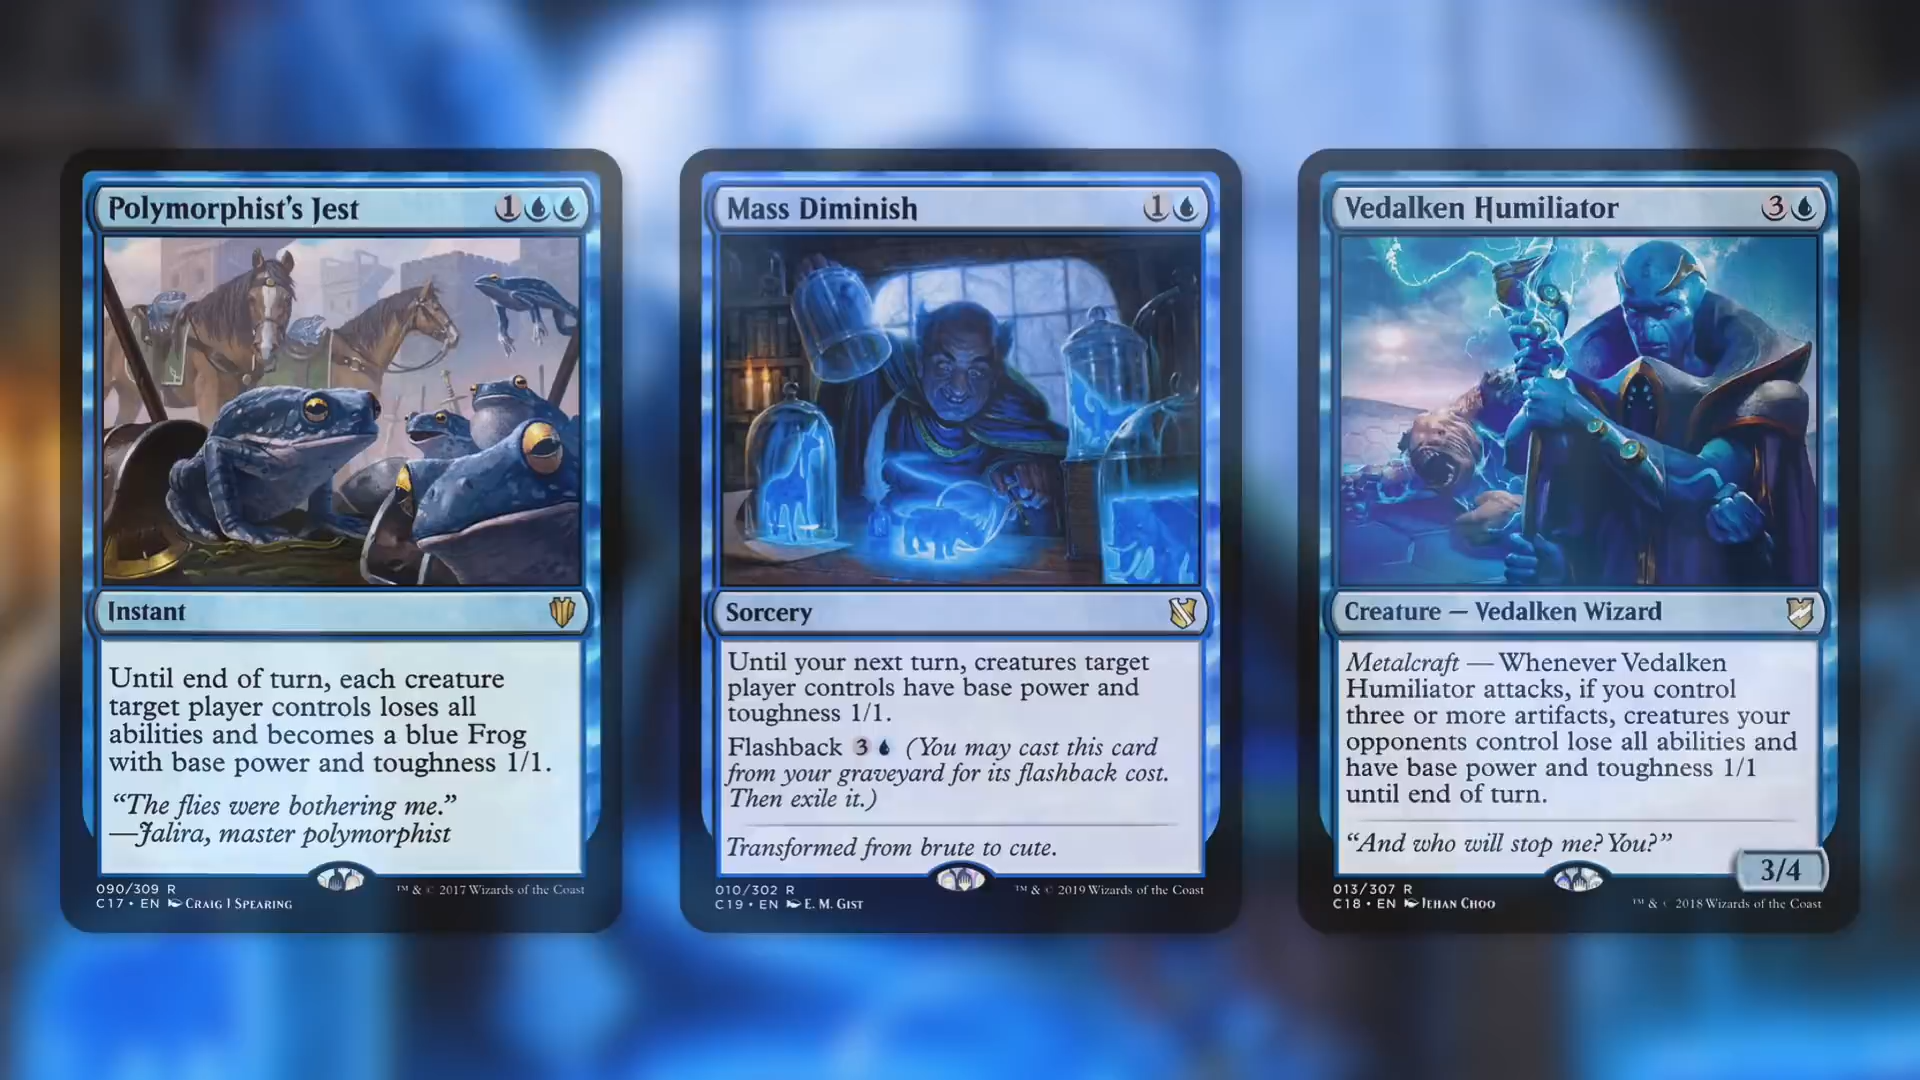 Polymorphist's Jest 1
Instant
Until end of turn, each creature
target player controls loses all
abilities and becomes a blue Frog
with base power and toughness 1/1.
“The flies were bothering me.”
—Jalira, master polymorphist
090/309 R
C17 • EN Craig J Spearing
™ & © 2017 Wizards of the Coast
Mass Diminish 1
Sorcery
Until your next turn, creatures target
player controls have base power and
toughness 1/1.
Flashback 3 (You may cast this card
from your graveyard for its flashback cost.
Then exile it.)
Transformed from brute to cute.
010/302 R
C19 • EN E. M. Gist
™ & © 2019 Wizards of the Coast
Vedalken Humiliator 3
Creature — Vedalken Wizard
Metalcraft — Whenever Vedalken
Humiliator attacks, if you control
three or more artifacts, creatures your
opponents control lose all abilities and
have base power and toughness 1/1
until end of turn.
“And who will stop me? You?”
3/4
013/307 R
C18 • EN Jehan Choo
™ & © 2018 Wizards of the Coast